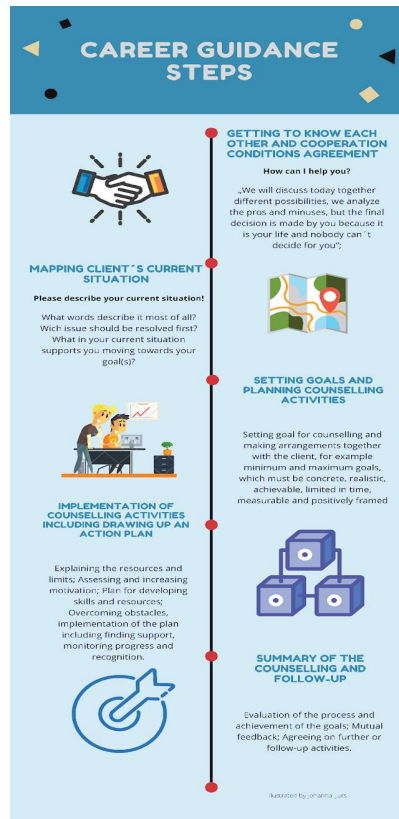 CAREER GUIDANCE
STEPS
GETTING TO KNOW EACH
OTHER AND COOPERATION
CONDITIONS AGREEMENT
How can I help you?
„We will discuss today together
different possibilities, we analyze
the pros and minuses, but the final
decision is made by you because it
is your life and nobody can´t
decide for you”;
MAPPING CLIENT´S CURRENT
SITUATION
Please describe your current situation!
What words describe it most of all?
Wich issue should be resolved first?
What in your current situation
supports you moving towards your
goal(s)?
SETTING GOALS AND
PLANNING COUNSELLING
ACTIVITIES
Setting goal for counselling and
making arrangements together
with the client, for example
minimum and maximum goals,
which must be concrete, realistic,
achievable, limited in time,
measurable and positively framed
IMPLEMENTATION OF
COUNSELLING ACTIVITIES
INCLUDING DRAWING UP AN
ACTION PLAN
Explaining the resources and
limits; Assessing and increasing
motivation; Plan for developing
skills and resources;
Overcoming obstacles,
implementation of the plan
including finding support,
monitoring progress and
recognition.
SUMMARY OF THE
COUNSELLING AND
FOLLOW-UP
Evaluation of the process and
achievement of the goals; Mutual
feedback; Agreeing on further or
follow-up activities.
illustrated by Johanna